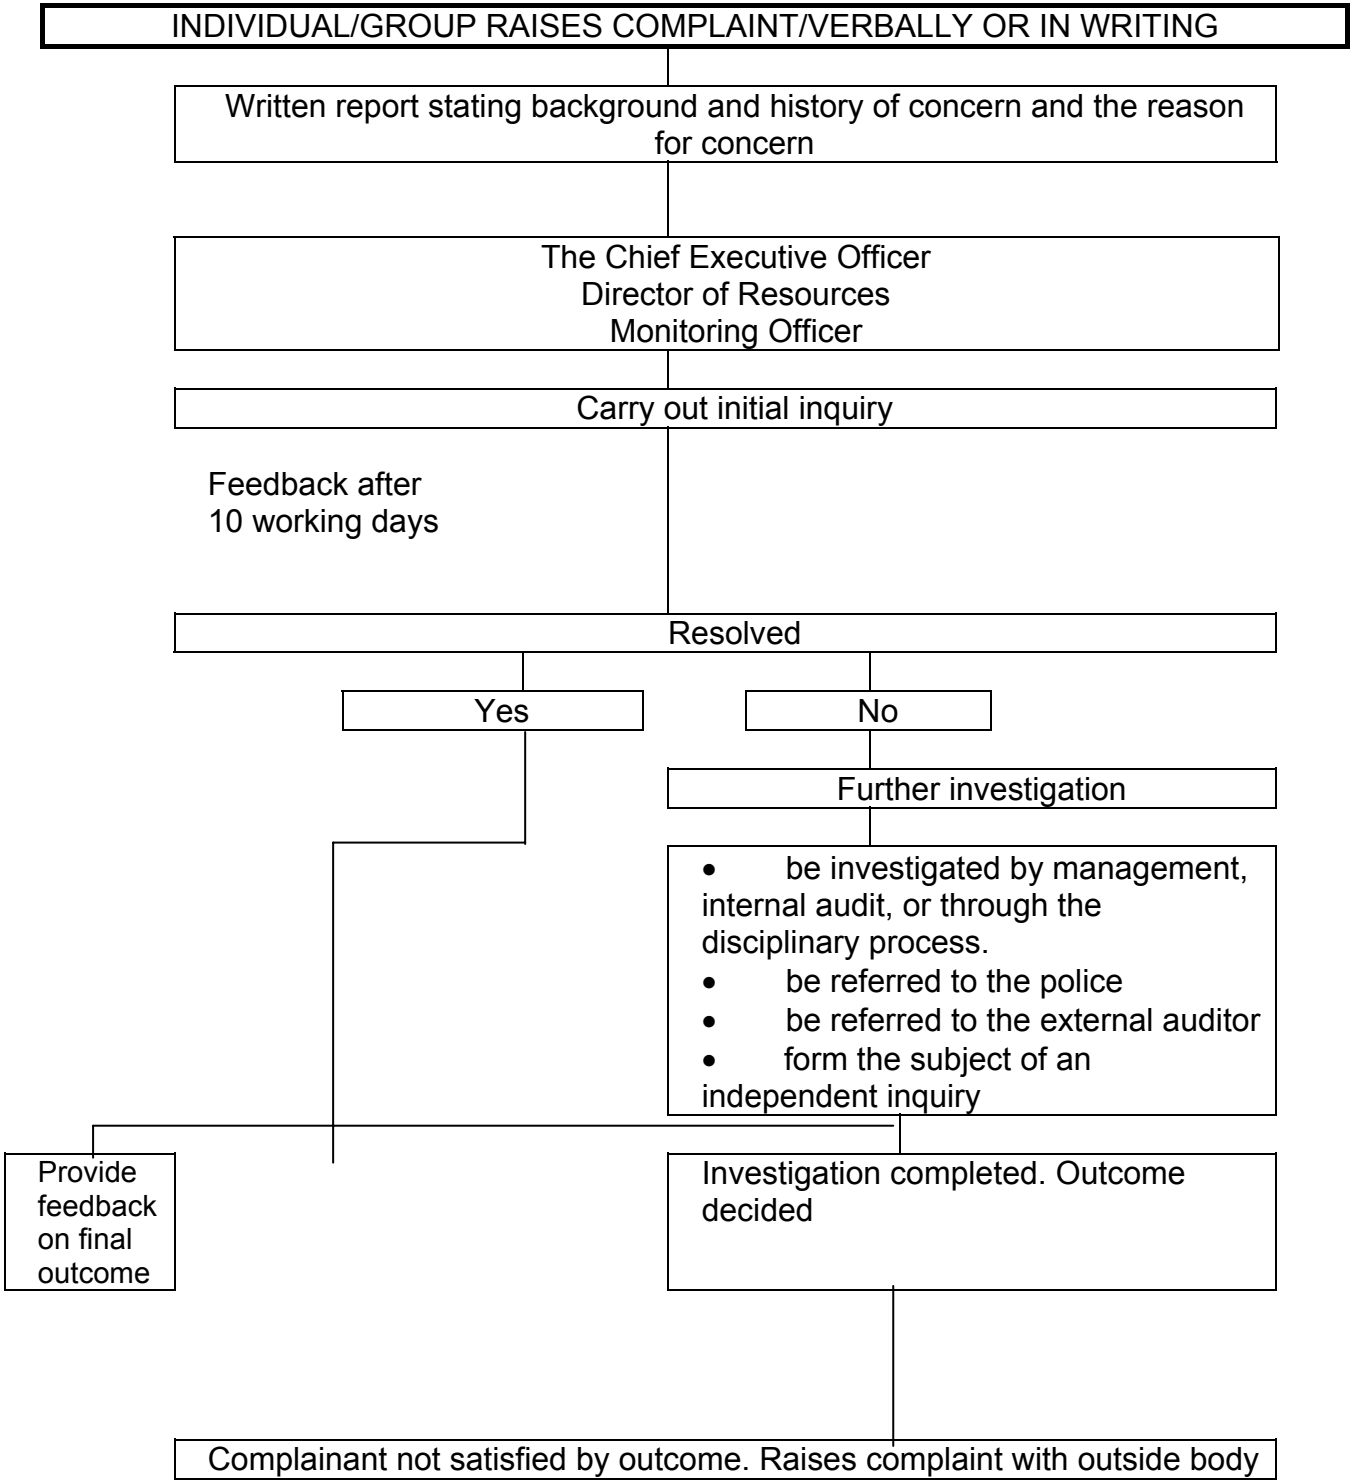 INDIVIDUAL/GROUP RAISES COMPLAINT/VERBALLY OR IN WRITING
Written report stating background and history of concern and the reason
for concern
The Chief Executive Officer
Director of Resources
Monitoring Officer
Carry out initial inquiry
Feedback after
10 working days
Resolved
Yes
No
Further investigation
• be investigated by management,
internal audit, or through the
disciplinary process.
• be referred to the police
• be referred to the external auditor
• form the subject of an
independent inquiry
Provide
feedback
on final
outcome
Investigation completed. Outcome
decided
Complainant not satisfied by outcome. Raises complaint with outside body